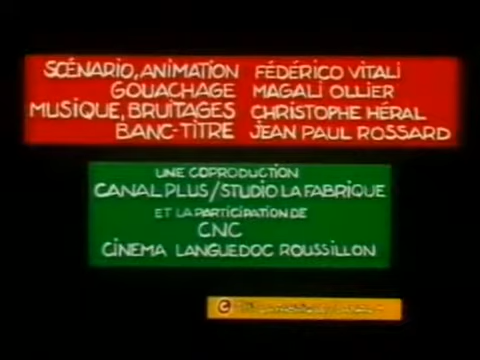 SCÉNARIO, ANIMATION FÉDÉRICO VITALI
GOUACHAGE MAGALI OLLIER
MUSIQUE, BRUITAGES CHRISTOPHE HÉRAL
BANC-TITRE JEAN PAUL ROSSARD
UNE COPRODUCTION
CANAL PLUS/STUDIO LA FABRIQUE
ET LA PARTICIPATION DE
CNC
CINEMA LANGUEDOC ROUSSILLON